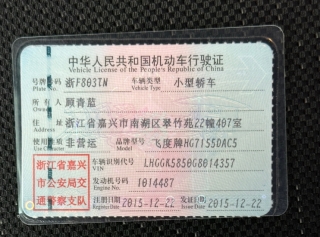 中华人民共和国机动车行驶证
Vehicle License of the People's Republic of China
号牌号码 浙F803TN 车辆类型 小型轿车
Plate No. Vehicle Type
所有人 顾青蓝
Owner
住址 浙江省嘉兴市南湖区翠竹苑22幢407室
Address
使用性质 非营运 品牌型号 飞度牌HG7155DAC5
Use Character Model
浙江省嘉兴市公安局交通警察支队
车辆识别代号 LHGGK5850G8014357
VIN
发动机号码 1014487
Engine No.
注册日期 2015-12-22 发证日期 2015-12-22
Register Date Issue Date